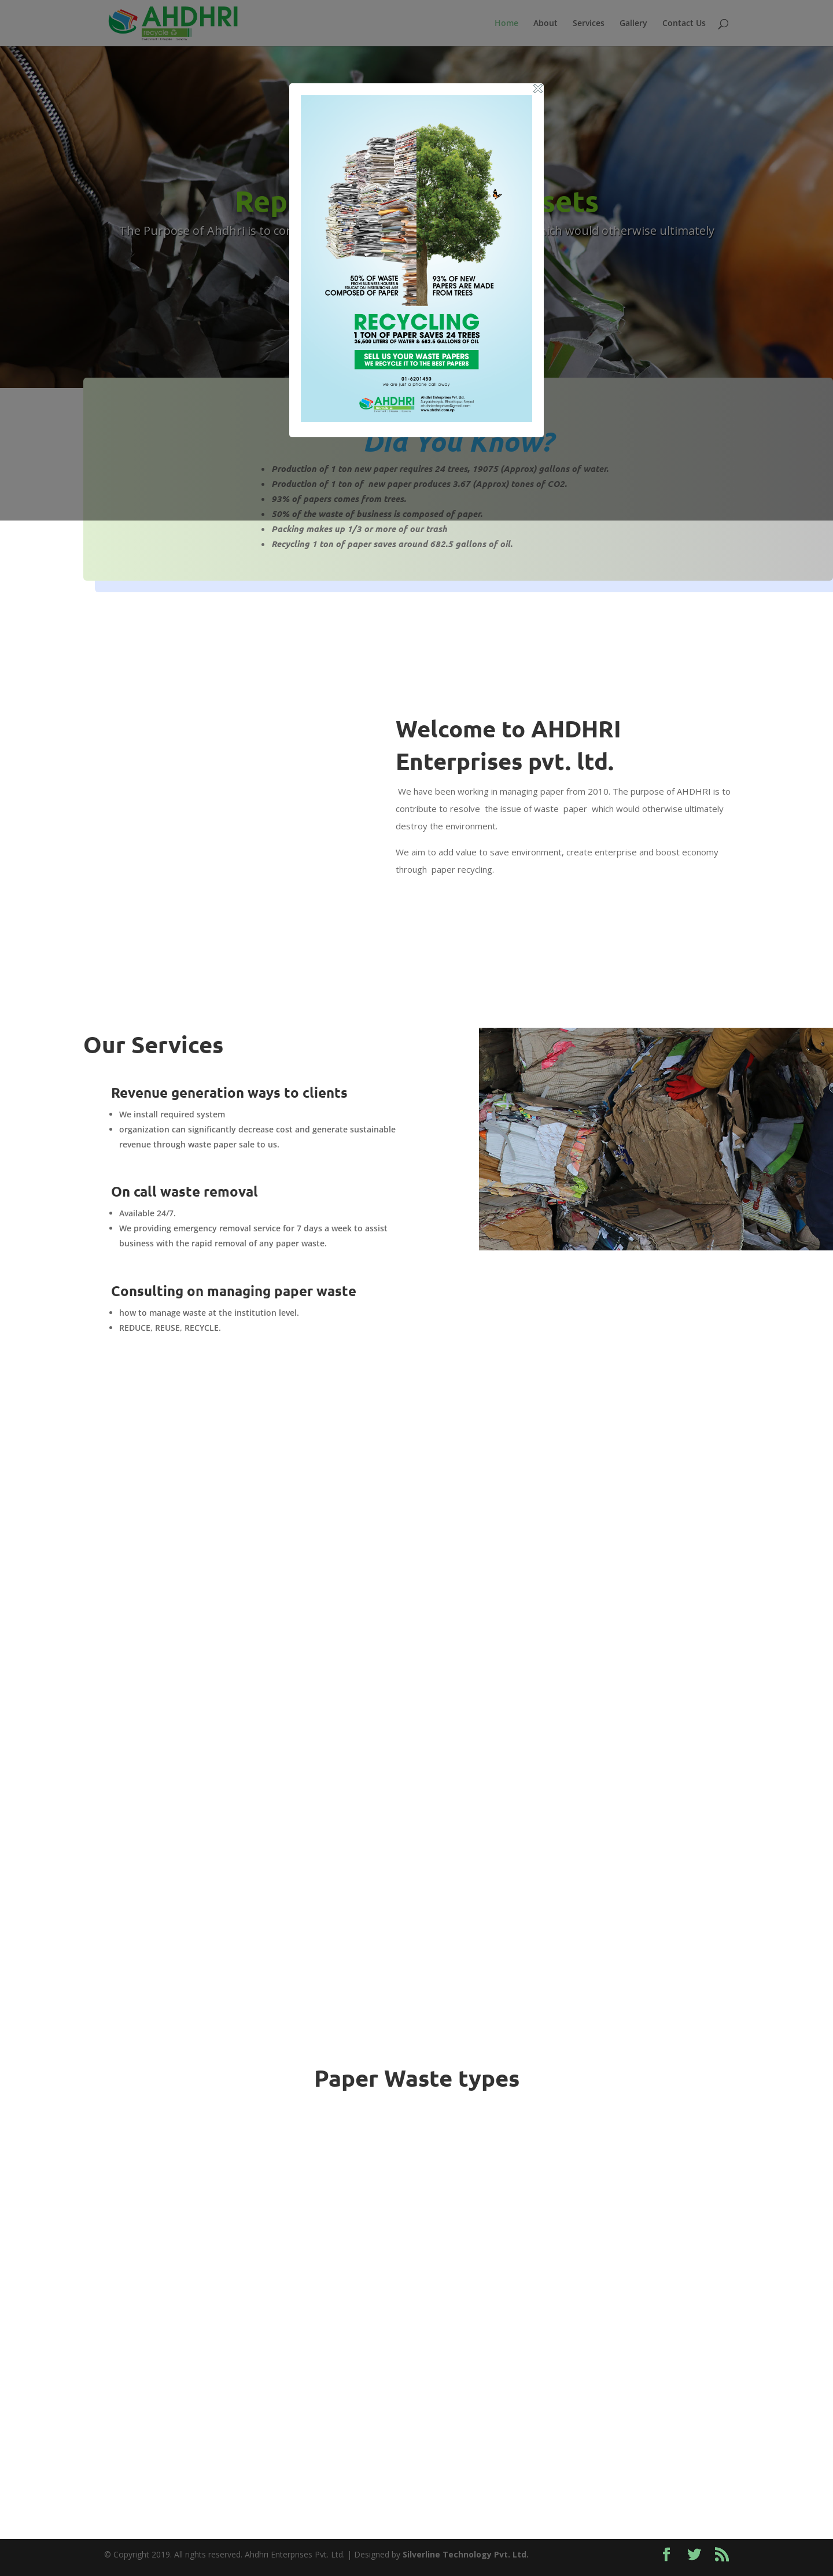 AHDHRI
recycle
Home About Services Gallery Contact Us
Rep sets
The Purpose of Ahdhri is to con hich would otherwise ultimately
50% OF WASTE
FROM BUSINESS HOUSES &
EDUCATION INSTITUTIONS ARE
COMPOSED OF PAPER
93% OF NEW
PAPERS ARE MADE
FROM TREES
RECYCLING
1 TON OF PAPER SAVES 24 TREES
26,500 LITERS OF WATER & 682.5 GALLONS OF OIL
SELL US YOUR WASTE PAPERS
WE RECYCLE IT TO THE BEST PAPERS
01-6201450
we are just a phone call away
AHDHRI
Ahdhri Enterprises Pvt. Ltd.
www.ahdhri.com.np
Did You Know?
Production of 1 ton new paper requires 24 trees, 19075 (Approx) gallons of water.
Production of 1 ton of new paper produces 3.67 (Approx) tones of CO2.
93% of papers comes from trees.
50% of the waste of business is composed of paper.
Packing makes up 1/3 or more of our trash
Recycling 1 ton of paper saves around 682.5 gallons of oil.
Welcome to AHDHRI
Enterprises pvt. ltd.
We have been working in managing paper from 2010. The purpose of AHDHRI is to
contribute to resolve the issue of waste paper which would otherwise ultimately
destroy the environment.
We aim to add value to save environment, create enterprise and boost economy
through paper recycling.
Our Services
Revenue generation ways to clients
We install required system
organization can significantly decrease cost and generate sustainable
revenue through waste paper sale to us.
On call waste removal
Available 24/7.
We providing emergency removal service for 7 days a week to assist
business with the rapid removal of any paper waste.
Consulting on managing paper waste
how to manage waste at the institution level.
REDUCE, REUSE, RECYCLE.
Paper Waste types
© Copyright 2019. All rights reserved. Ahdhri Enterprises Pvt. Ltd. | Designed by Silverline Technology Pvt. Ltd.